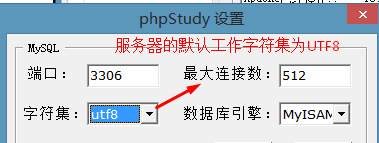 phpStudy 设置
MySQL
服务器的默认工作字符集为UTF8
端口： 3306 最大连接数： 512
字符集： utf8 数据库引擎： MyISAM